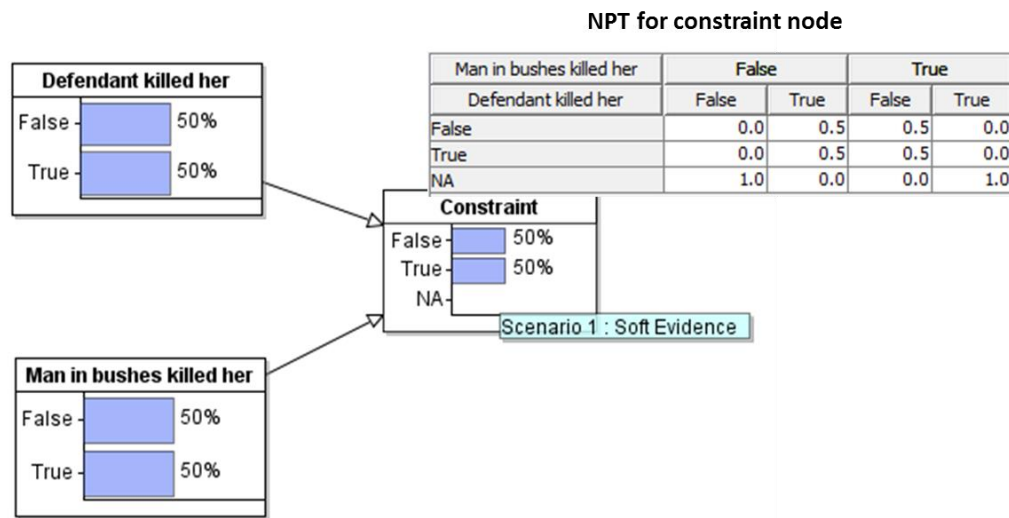 NPT for constraint node
Man in bushes killed her False True
Defendant killed her False True False True
False 0.0 0.5 0.5 0.0
True 0.0 0.5 0.5 0.0
NA 1.0 0.0 0.0 1.0
Defendant killed her
False 50%
True 50%
Constraint
False 50%
True 50%
NA
Scenario 1 : Soft Evidence
Man in bushes killed her
False 50%
True 50%